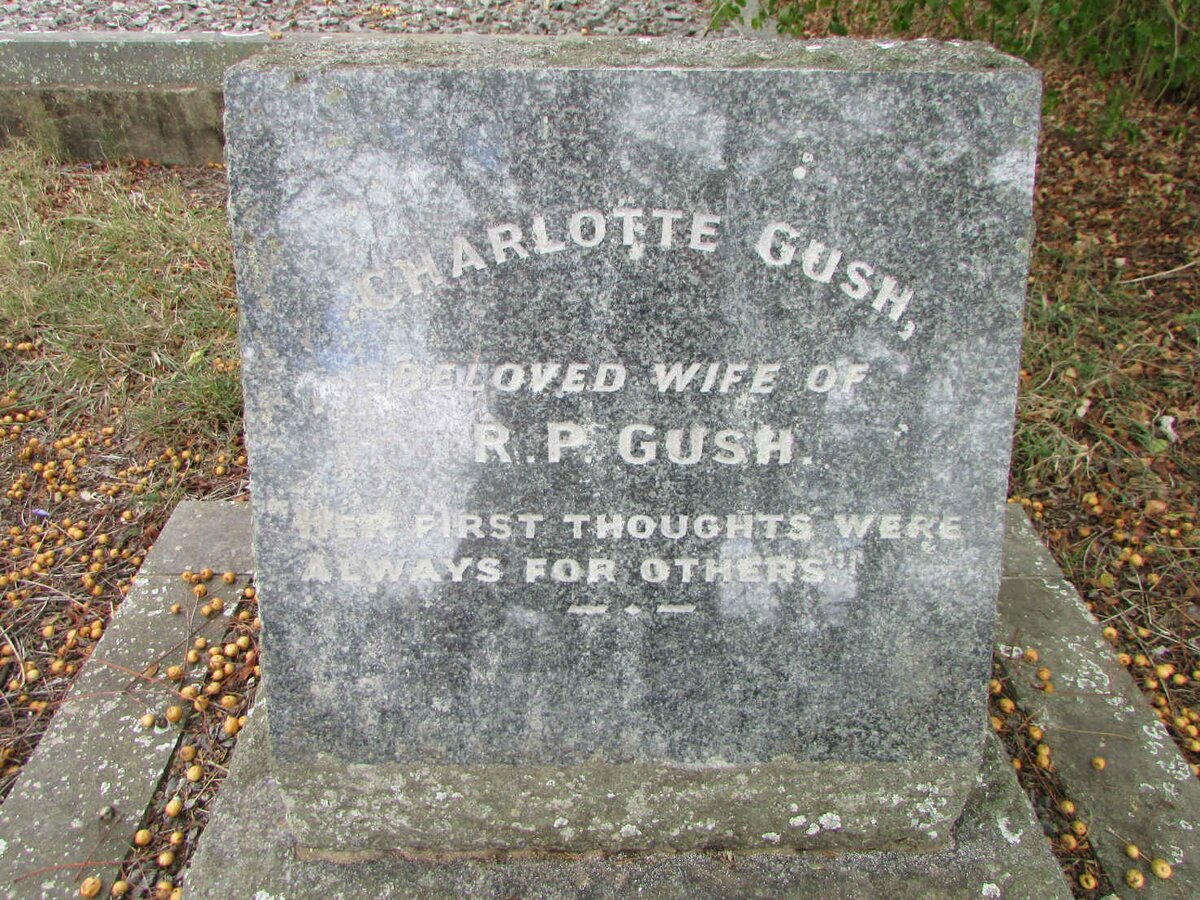 CHARLOTTE GUSH,
BELOVED WIFE OF
R. P. GUSH.
"HER FIRST THOUGHTS WERE
ALWAYS FOR OTHERS."